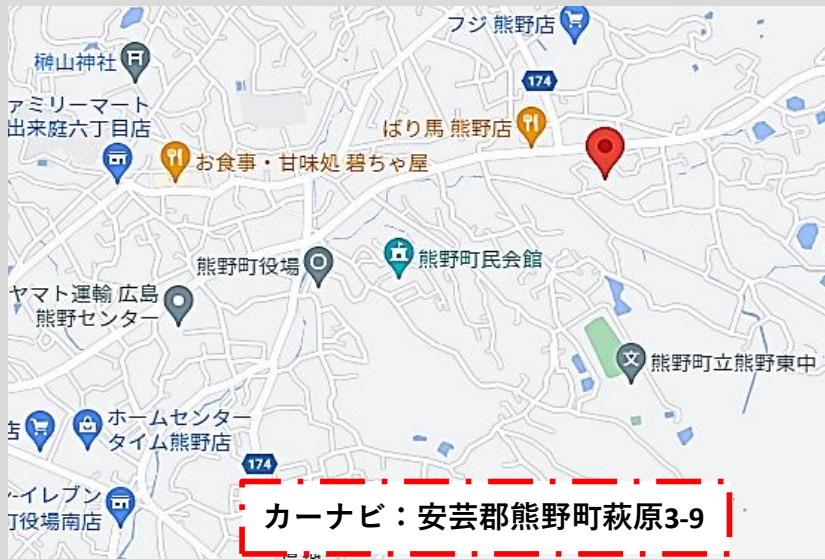 フジ 熊野店
榊山神社
174
ァミリーマート
出来庭六丁目店
ばり馬 熊野店
お食事・甘味処 碧ちゃ屋
熊野町役場
熊野町民会館
ヤマト運輸 広島
熊野センター
文
熊野町立熊野東中
店
ホームセンター
タイム熊野店
174
ン-イレブン
丁役場南店
カーナビ：安芸郡熊野町萩原3-9